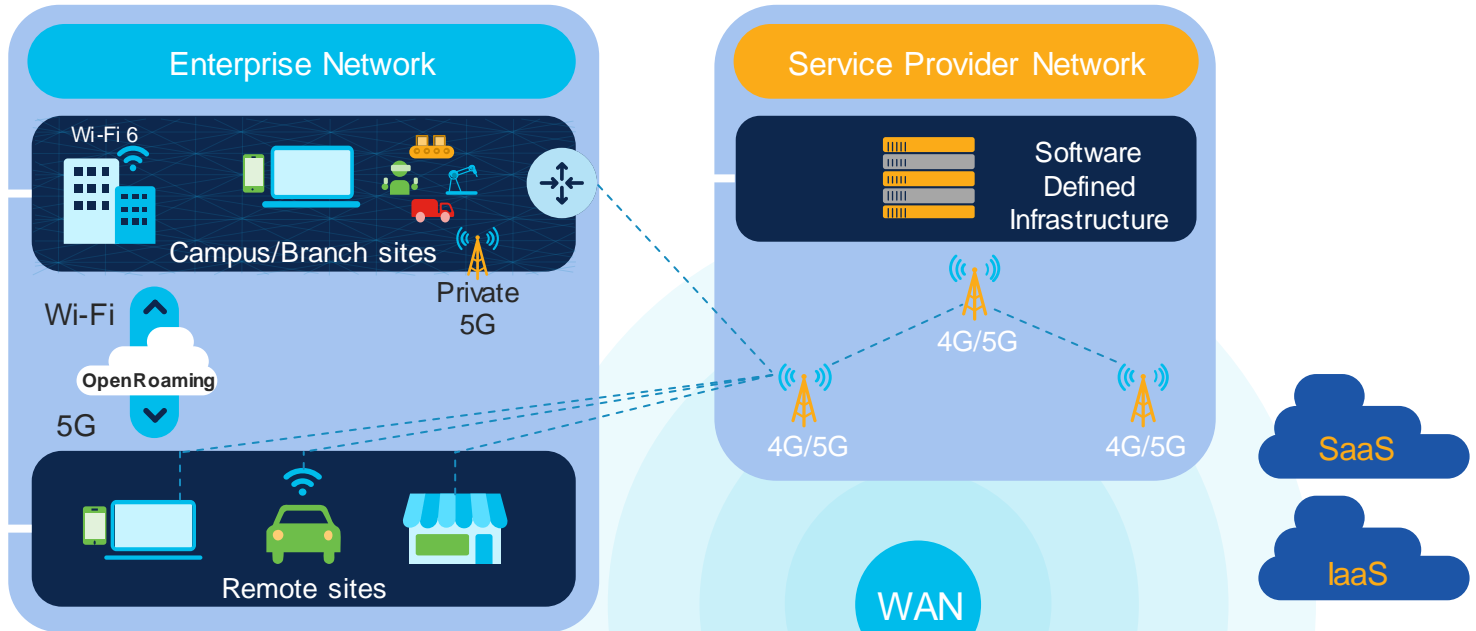 Enterprise Network
Wi-Fi 6
Campus/Branch sites
Private
5G
Wi-Fi
OpenRoaming
5G
Remote sites
Service Provider Network
Software
Defined
Infrastructure
4G/5G
4G/5G
4G/5G
WAN
SaaS
IaaS